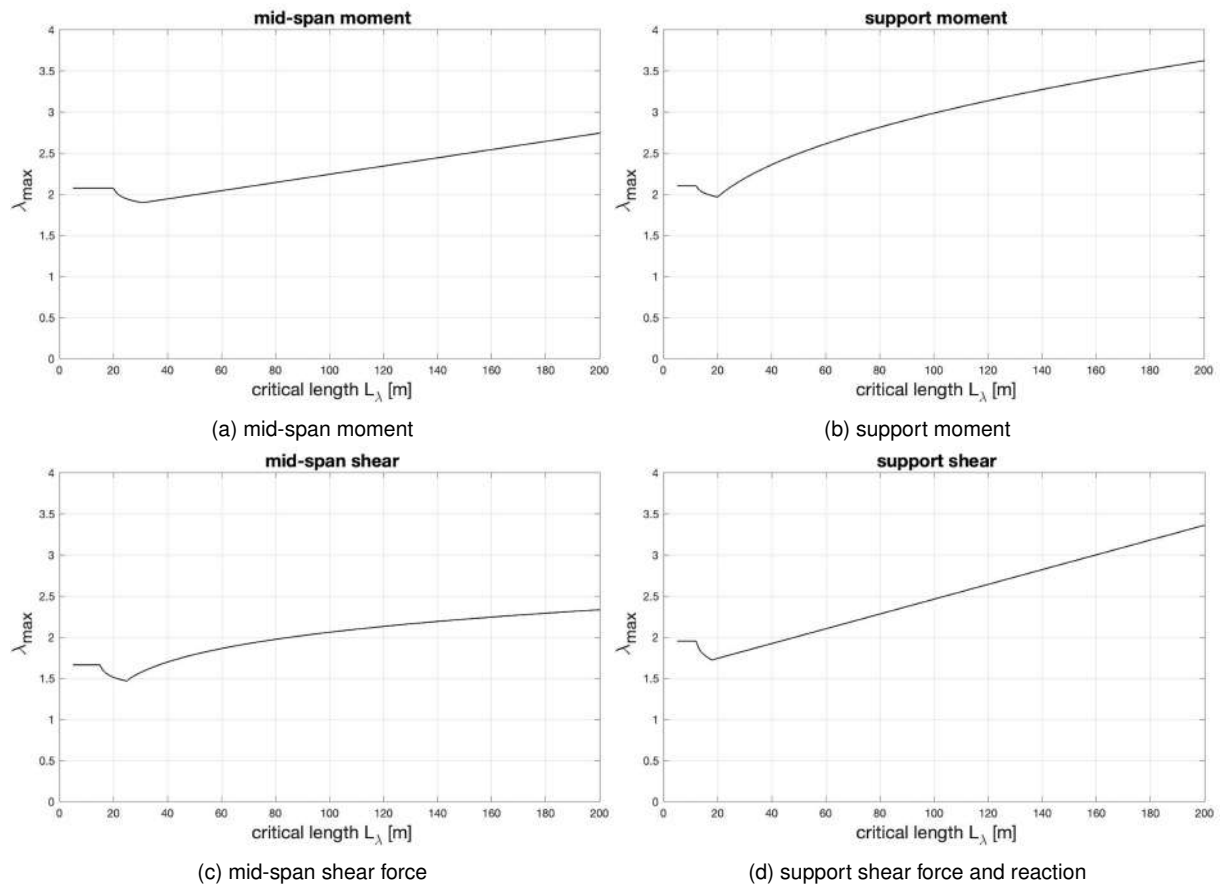 mid-span moment
4
3.5
3
2.5
2
1.5
1
0.5
0
λmax
0 20 40 60 80 100 120 140 160 180 200
critical length Lλ [m]
(a) mid-span moment
support moment
4
3.5
3
2.5
2
1.5
1
0.5
0
λmax
0 20 40 60 80 100 120 140 160 180 200
critical length Lλ [m]
(b) support moment
mid-span shear
4
3.5
3
2.5
2
1.5
1
0.5
0
λmax
0 20 40 60 80 100 120 140 160 180 200
critical length Lλ [m]
(c) mid-span shear force
support shear
4
3.5
3
2.5
2
1.5
1
0.5
0
λmax
0 20 40 60 80 100 120 140 160 180 200
critical length Lλ [m]
(d) support shear force and reaction